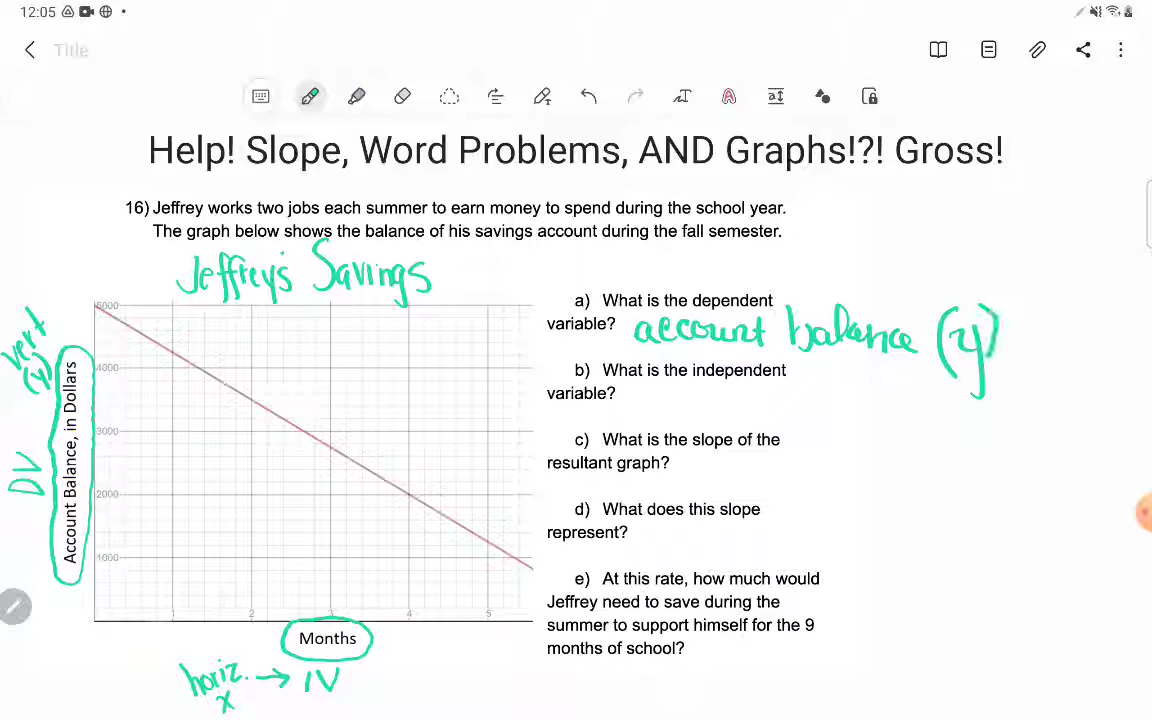 12:05
Title
Help! Slope, Word Problems, AND Graphs!?! Gross!
16) Jeffrey works two jobs each summer to earn money to spend during the school year.
The graph below shows the balance of his savings account during the fall semester.
Jeffrey's Savings
5000
4000
3000
2000
1000
1
2
3
4
5
vert
(y)
DV
Account Balance, in Dollars
Months
horiz. → IV
x
a) What is the dependent
variable? account balance (y)
b) What is the independent
variable?
c) What is the slope of the
resultant graph?
d) What does this slope
represent?
e) At this rate, how much would
Jeffrey need to save during the
summer to support himself for the 9
months of school?